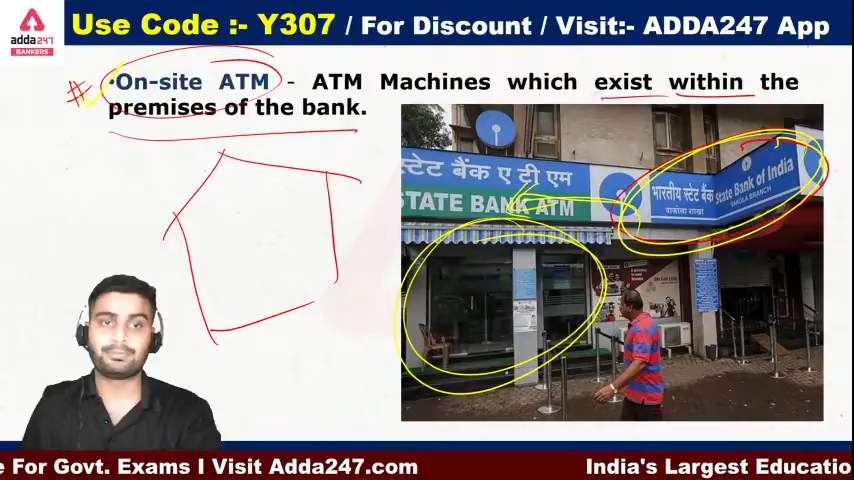 adda247
BANKERS
Use Code :- Y307 / For Discount / Visit:- ADDA247 App
•On-site ATM - ATM Machines which exist within the
premises of the bank.
स्टेट बैंक ए टी एम
STATE BANK ATM
भारतीय स्टेट बैंक
वाकोला शाखा
State Bank of India
VAKOLA BRANCH
e For Govt. Exams I Visit Adda247.com
India's Largest Educatio